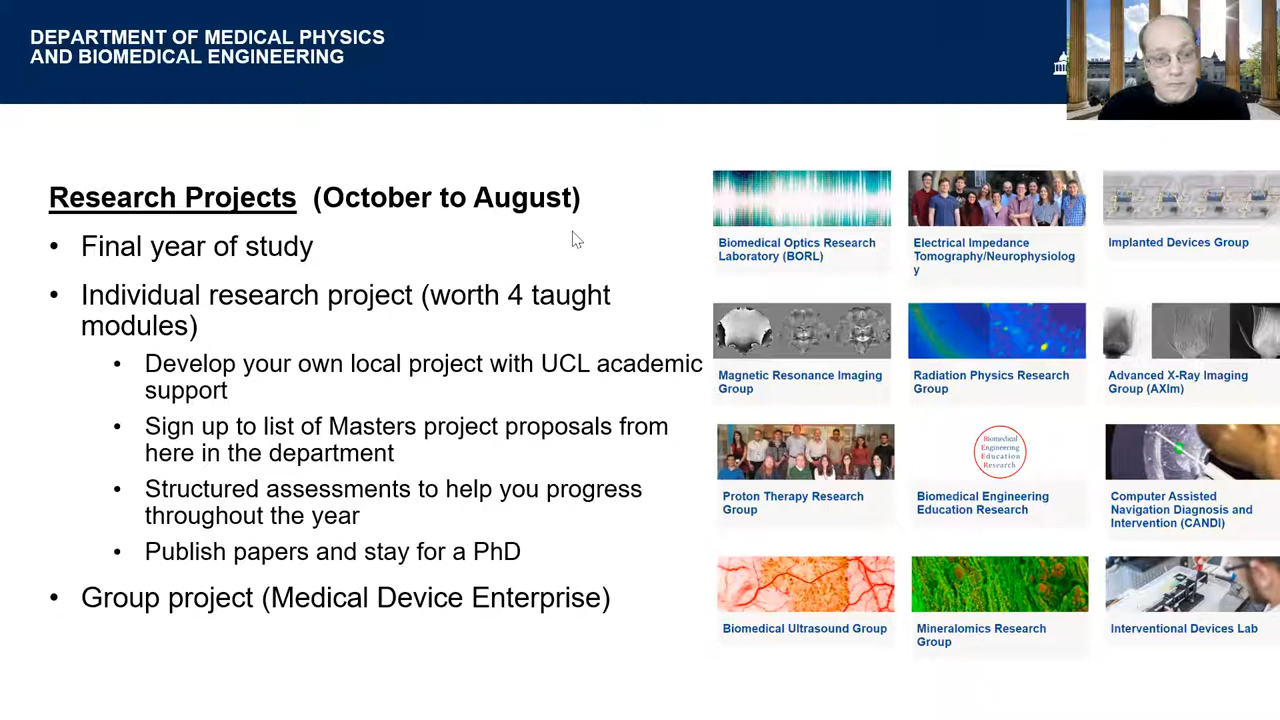 DEPARTMENT OF MEDICAL PHYSICS
AND BIOMEDICAL ENGINEERING
Research Projects (October to August)
• Final year of study
• Individual research project (worth 4 taught
modules)
• Develop your own local project with UCL academic
support
• Sign up to list of Masters project proposals from
here in the department
• Structured assessments to help you progress
throughout the year
• Publish papers and stay for a PhD
• Group project (Medical Device Enterprise)
Biomedical Optics Research
Laboratory (BORL)
Electrical Impedance
Tomography/Neurophysiolog
y
Implanted Devices Group
Magnetic Resonance Imaging
Group
Radiation Physics Research
Group
Advanced X-Ray Imaging
Group (AXIm)
Proton Therapy Research
Group
Biomedical
Engineering
Education
Research
Biomedical Engineering
Education Research
Computer Assisted
Navigation Diagnosis and
Intervention (CANDI)
Biomedical Ultrasound Group
Mineralomics Research
Group
Interventional Devices Lab